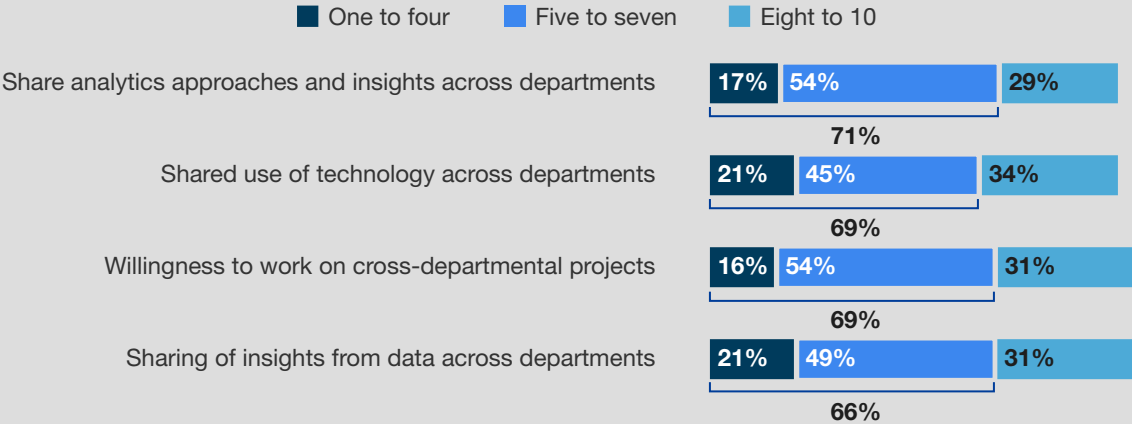 One to four Five to seven Eight to 10
Share analytics approaches and insights across departments 17% 54% 29%
71%
Shared use of technology across departments 21% 45% 34%
69%
Willingness to work on cross-departmental projects 16% 54% 31%
69%
Sharing of insights from data across departments 21% 49% 31%
66%